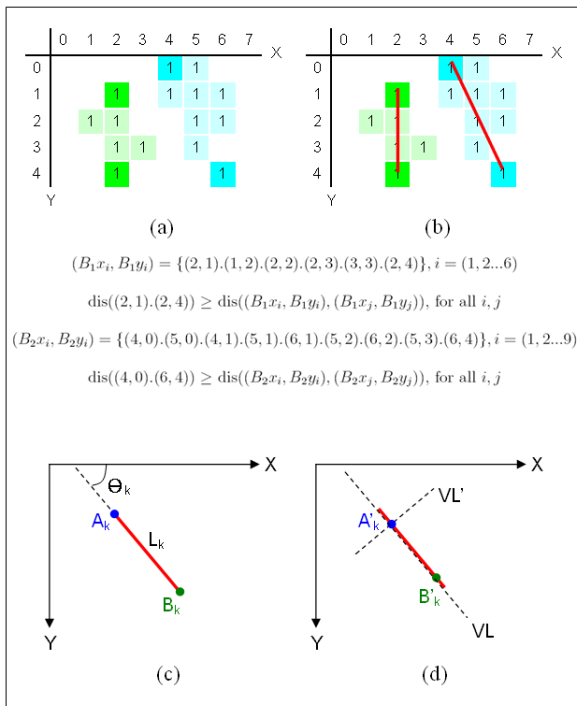 0 1 2 3 4 5 6 7 X
0 1 1
1 1 1 1 1
2 1 1 1 1
3 1 1 1
4 1 1
Y
(a)
0 1 2 3 4 5 6 7 X
0 1 1
1 1 1 1 1
2 1 1 1 1
3 1 1 1
4 1 1
Y
(b)
(B₁xᵢ, B₁yᵢ) = {(2, 1).(1, 2).(2, 2).(2, 3).(3, 3).(2, 4)}, i = (1, 2...6)
dis((2, 1).(2, 4)) ≥ dis((B₁xᵢ, B₁yᵢ), (B₁xⱼ, B₁yⱼ)), for all i, j
(B₂xᵢ, B₂yᵢ) = {(4, 0).(5, 0).(4, 1).(5, 1).(6, 1).(5, 2).(6, 2).(5, 3).(6, 4)}, i = (1, 2...9)
dis((4, 0).(6, 4)) ≥ dis((B₂xᵢ, B₂yᵢ), (B₂xⱼ, B₂yⱼ)), for all i, j
X
Θₖ
Aₖ
Lₖ
Bₖ
Y
(c)
X
VL'
A'ₖ
B'ₖ
VL
Y
(d)